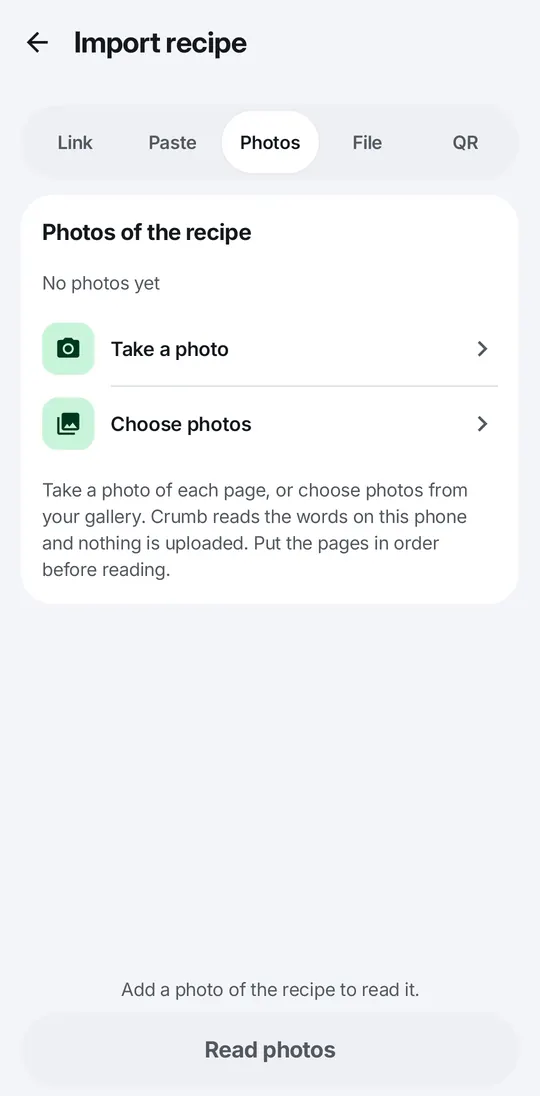 Import recipe
Link
Paste
Photos
File
QR
Photos of the recipe
No photos yet
Take a photo
Choose photos
Take a photo of each page, or choose photos from
your gallery. Crumb reads the words on this phone
and nothing is uploaded. Put the pages in order
before reading.
Add a photo of the recipe to read it.
Read photos